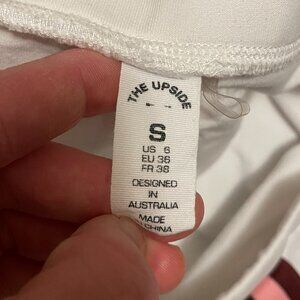 THE UPSIDE
S
US 6
EU 36
FR 38
DESIGNED
IN
AUSTRALIA
MADE
CHINA